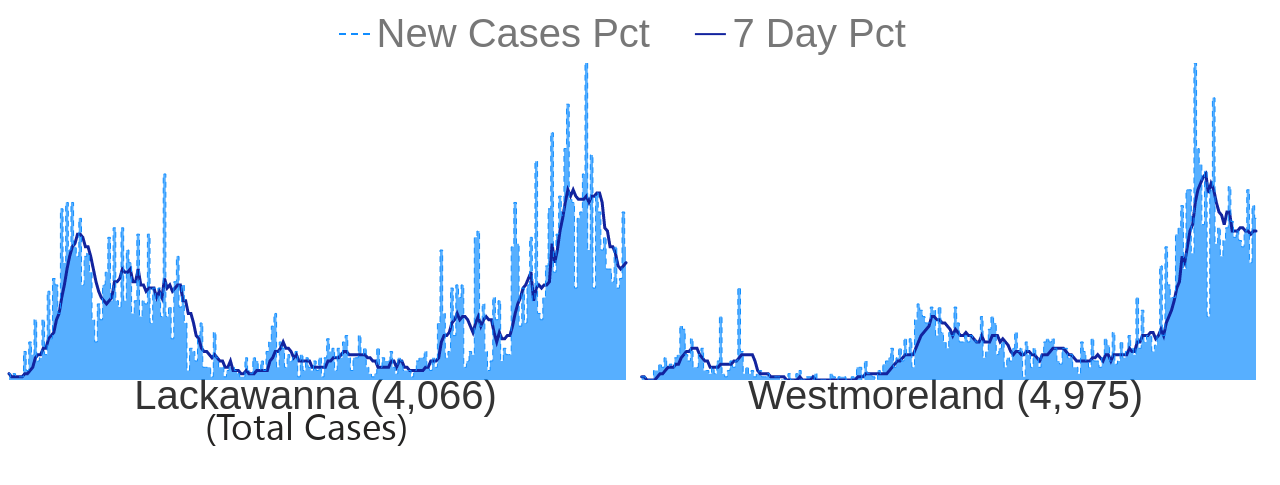 New Cases Pct 7 Day Pct
Lackawanna (4,066) Westmoreland (4,975)
(Total Cases)